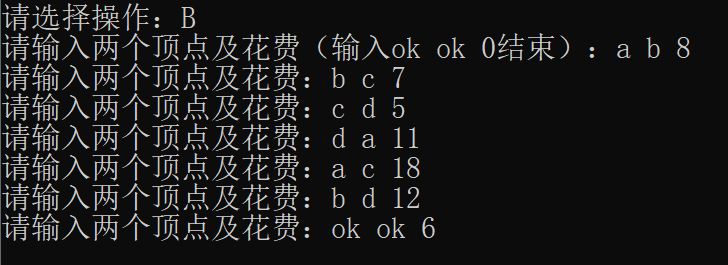 请选择操作：B
请输入两个顶点及花费（输入ok ok 0结束）：a b 8
请输入两个顶点及花费：b c 7
请输入两个顶点及花费：c d 5
请输入两个顶点及花费：d a 11
请输入两个顶点及花费：a c 18
请输入两个顶点及花费：b d 12
请输入两个顶点及花费：ok ok 6